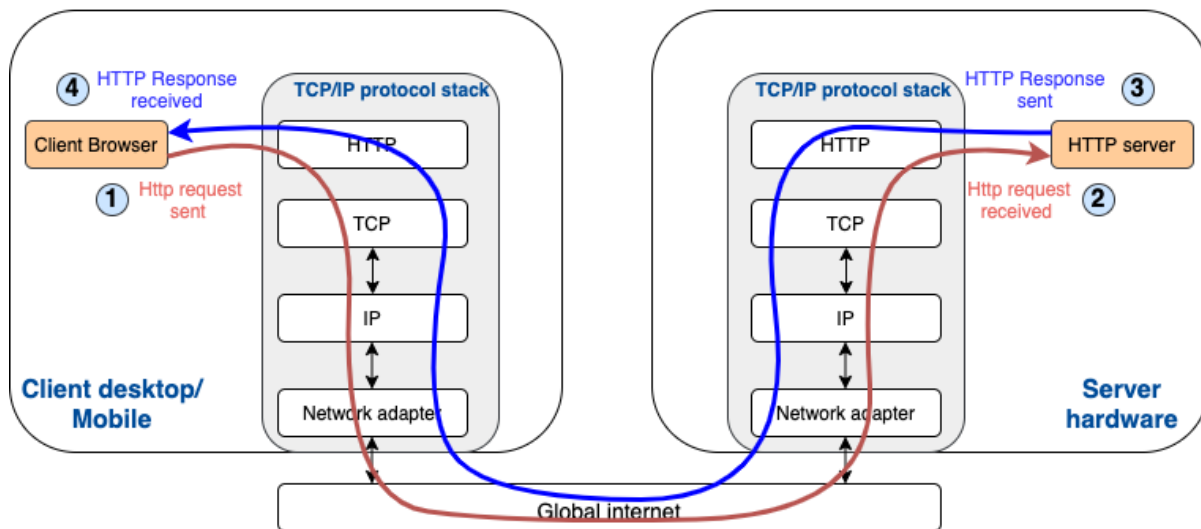 4
HTTP Response
received
TCP/IP protocol stack
Client Browser
HTTP
1
Http request
sent
TCP
IP
Client desktop/
Mobile
Network adapter
TCP/IP protocol stack
HTTP Response
sent
3
HTTP
HTTP server
Http request
received
2
TCP
IP
Network adapter
Server
hardware
Global internet